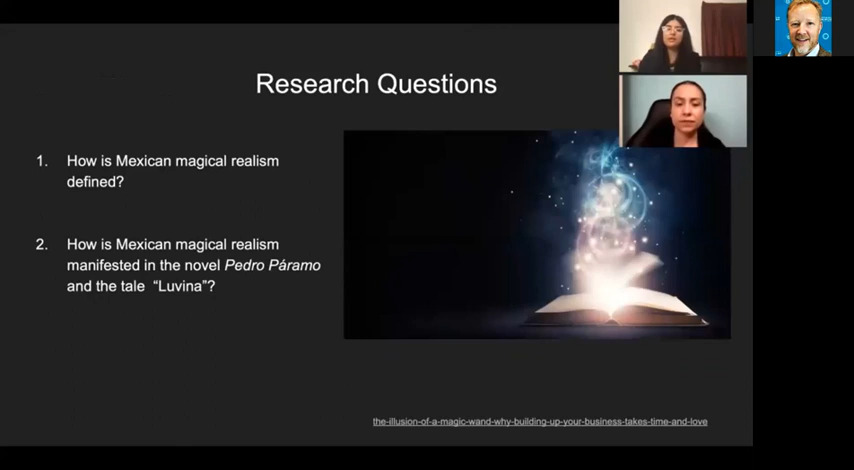 Research Questions
1. How is Mexican magical realism
defined?
2. How is Mexican magical realism
manifested in the novel Pedro Páramo
and the tale “Luvina”?
the-illusion-of-a-magic-wand-why-building-up-your-business-takes-time-and-love